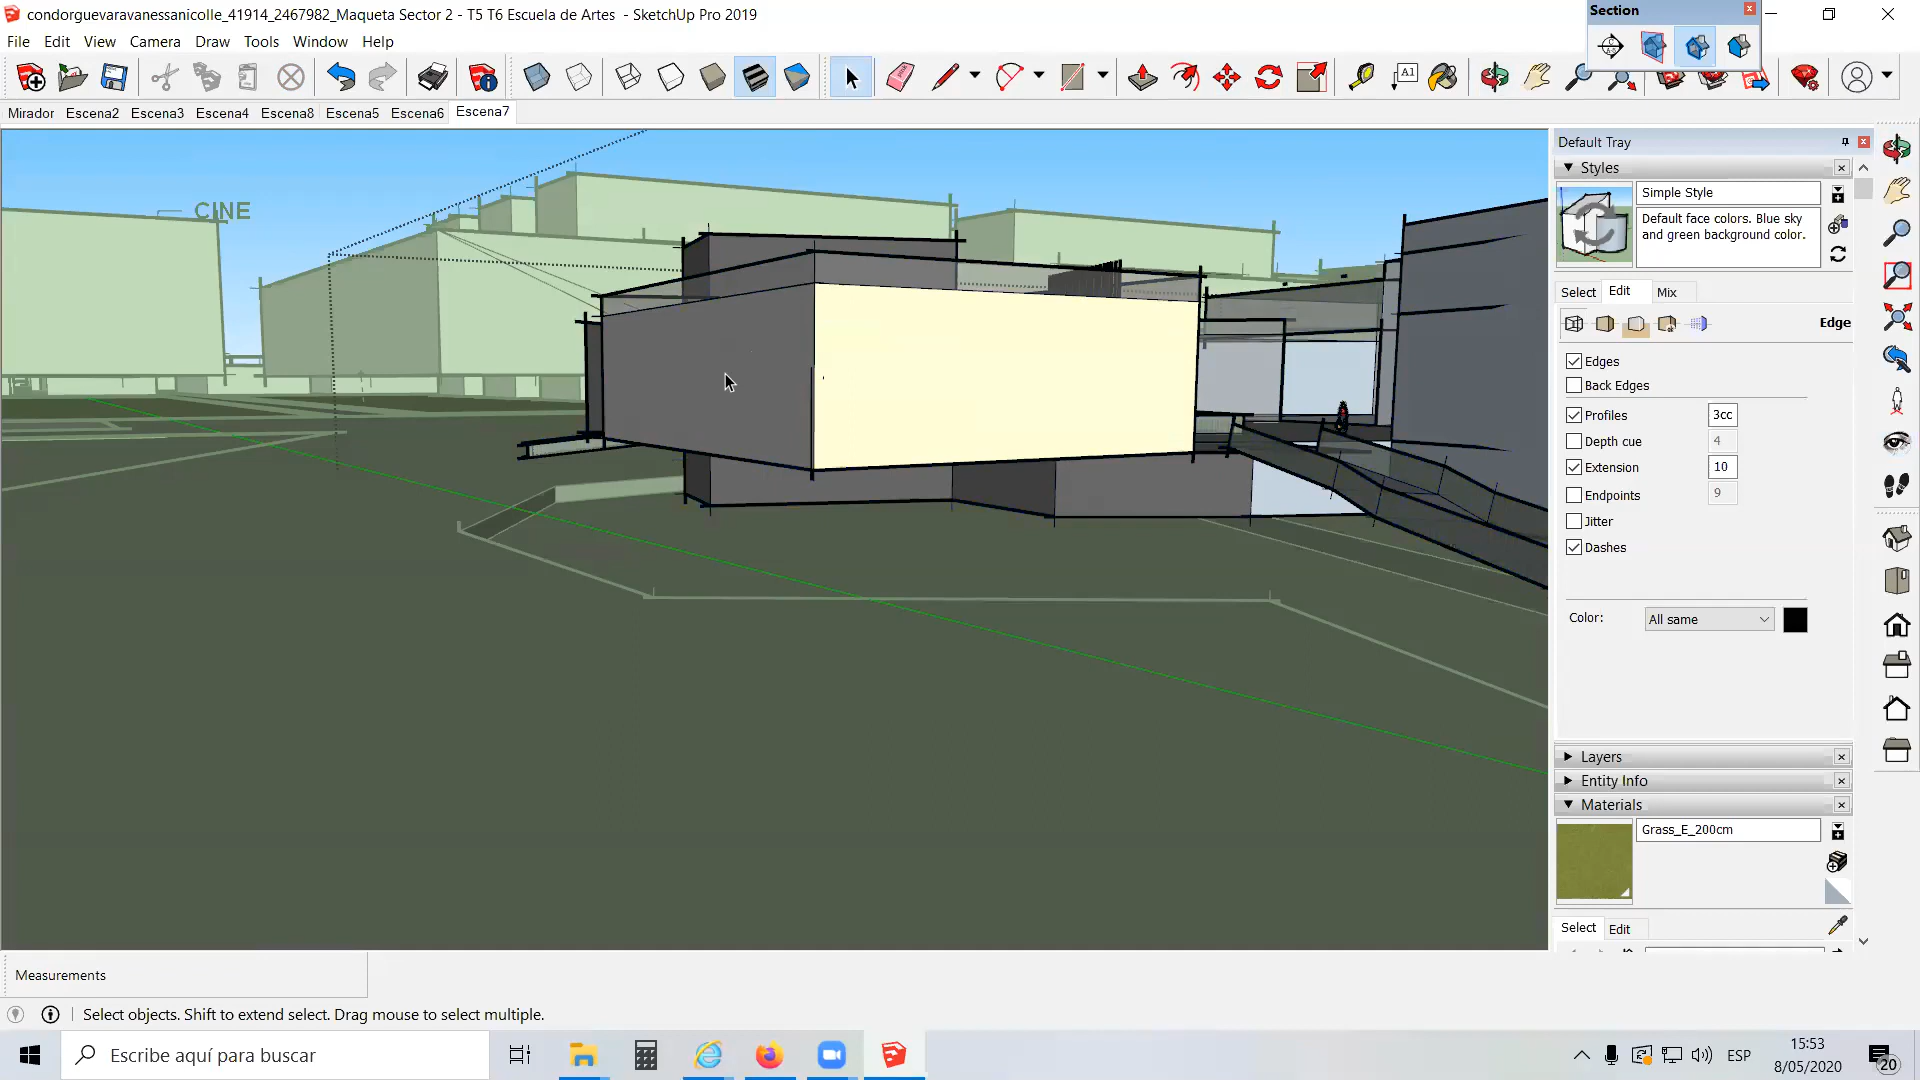 condorguevaravanessanicolle_41914_2467982_Maqueta Sector 2 - T5 T6 Escuela de Artes - SketchUp Pro 2019
Section
File Edit View Camera Draw Tools Window Help
A1
Mirador Escena2 Escena3 Escena4 Escena8 Escena5 Escena6 Escena7
Default Tray
Styles
Simple Style
Default face colors. Blue sky
and green background color.
CINE
Select Edit Mix
Edge
Edges
Back Edges
Profiles 3cc
Depth cue 4
Extension 10
Endpoints 9
Jitter
Dashes
Color: All same
Layers
Entity Info
Materials
Grass_E_200cm
Select Edit
Measurements
Select objects. Shift to extend select. Drag mouse to select multiple.
Escribe aquí para buscar
ESP
15:53
8/05/2020
20